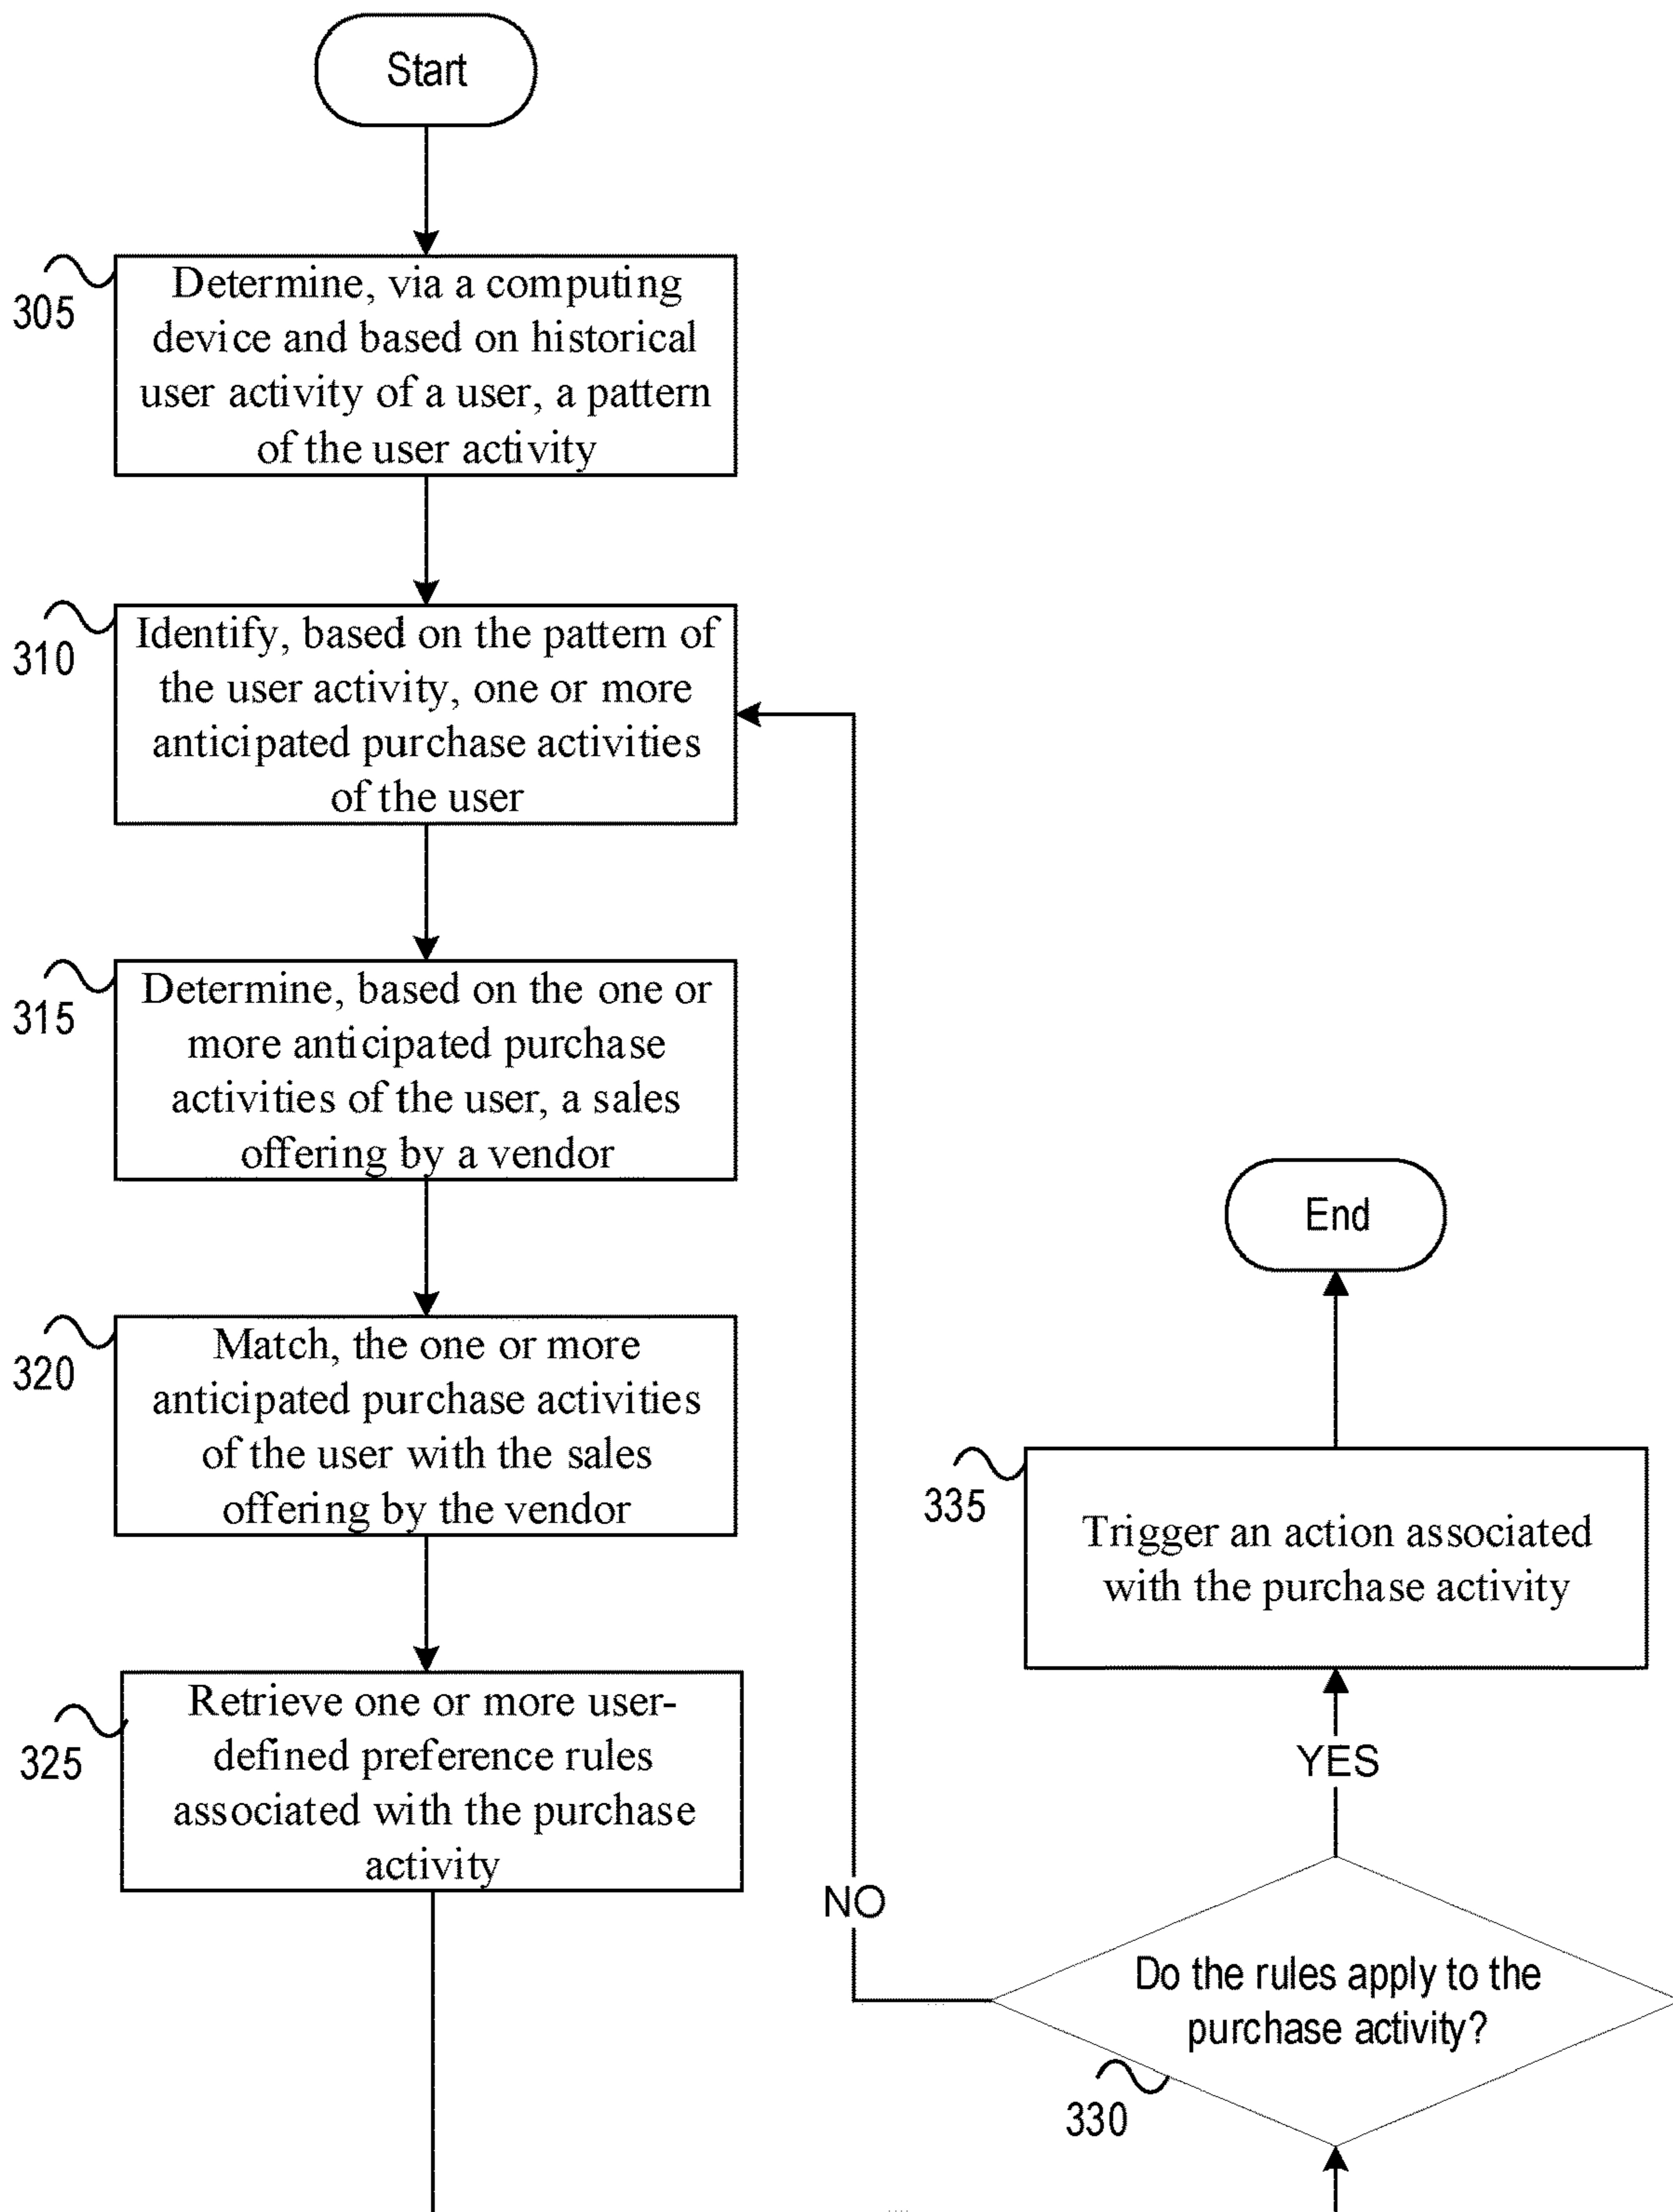 Start
305
Determine, via a computing
device and based on historical
user activity of a user, a pattern
of the user activity
310
Identify, based on the pattern of
the user activity, one or more
anticipated purchase activities
of the user
315
Determine, based on the one or
more anticipated purchase
activities of the user, a sales
offering by a vendor
320
Match, the one or more
anticipated purchase activities
of the user with the sales
offering by the vendor
325
Retrieve one or more user-
defined preference rules
associated with the purchase
activity
NO
End
335
Trigger an action associated
with the purchase activity
YES
Do the rules apply to the
purchase activity?
330